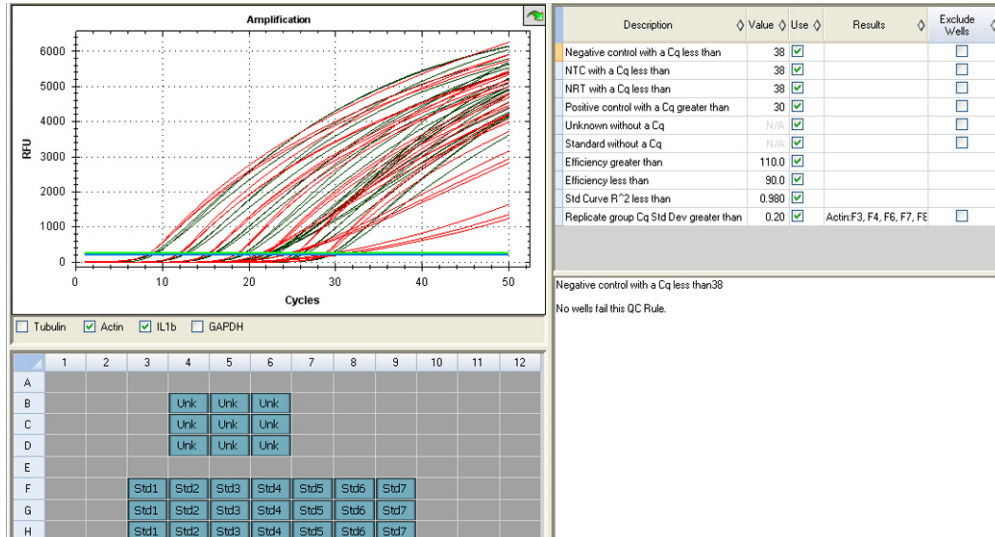 Amplification
6000
5000
4000
3000
2000
1000
0
RFU
0 10 20 30 40 50
Cycles
Tubulin Actin IL1b GAPDH
1 2 3 4 5 6 7 8 9 10 11 12
A
B Unk Unk Unk
C Unk Unk Unk
D Unk Unk Unk
E
F Std1 Std2 Std3 Std4 Std5 Std6 Std7
G Std1 Std2 Std3 Std4 Std5 Std6 Std7
H Std1 Std2 Std3 Std4 Std5 Std6 Std7
Description Value Use Results Exclude Wells
Negative control with a Cq less than 38
NTC with a Cq less than 38
NRT with a Cq less than 38
Positive control with a Cq greater than 30
Unknown without a Cq N/A
Standard without a Cq N/A
Efficiency greater than 110.0
Efficiency less than 90.0
Std Curve R^2 less than 0.980
Replicate group Cq Std Dev greater than 0.20 Actin:F3, F4, F6, F7,
Negative control with a Cq less than38
No wells fail this QC Rule.